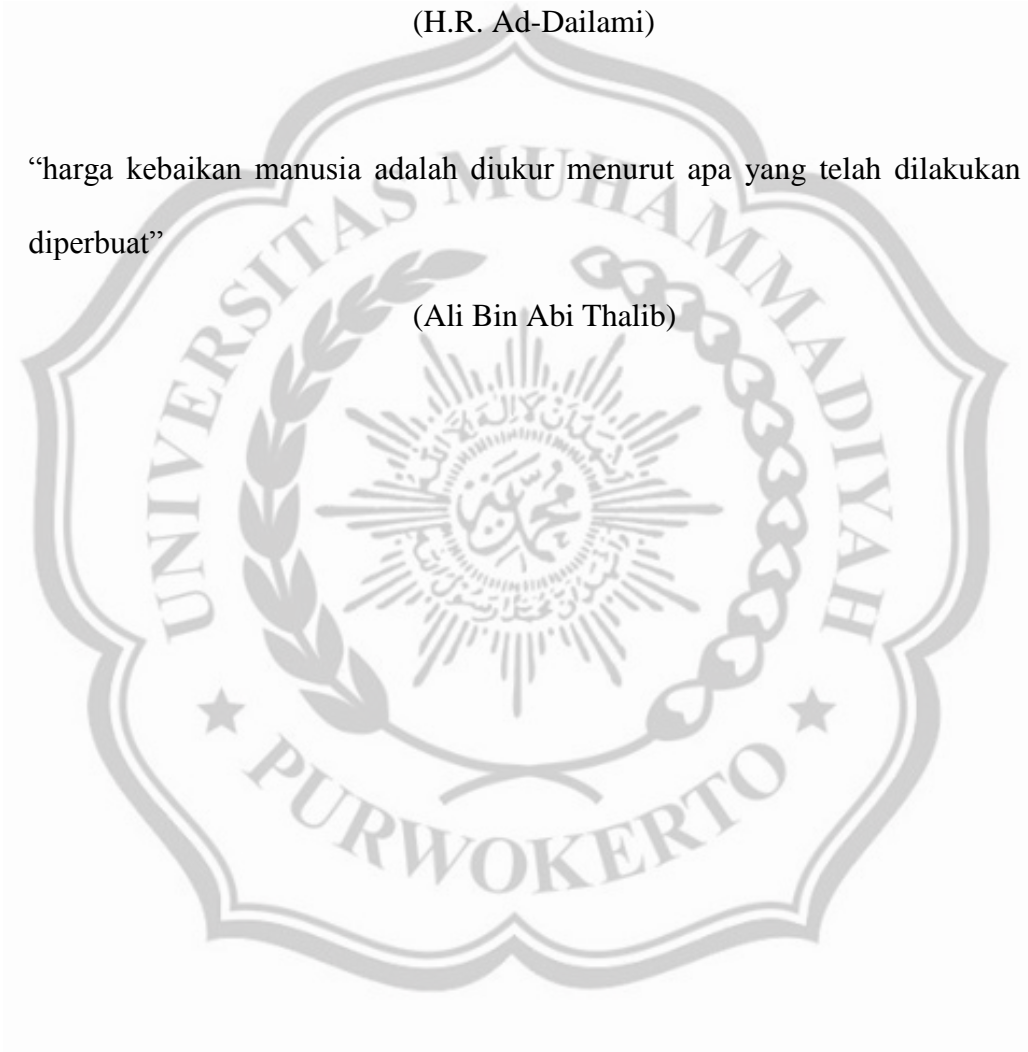 (H.R. Ad-Dailami)
“harga kebaikan manusia adalah diukur menurut apa yang telah dilakukan
diperbuat”
(Ali Bin Abi Thalib)
UNIVERSITAS MUHAMMADIYAH
PURWOKERTO